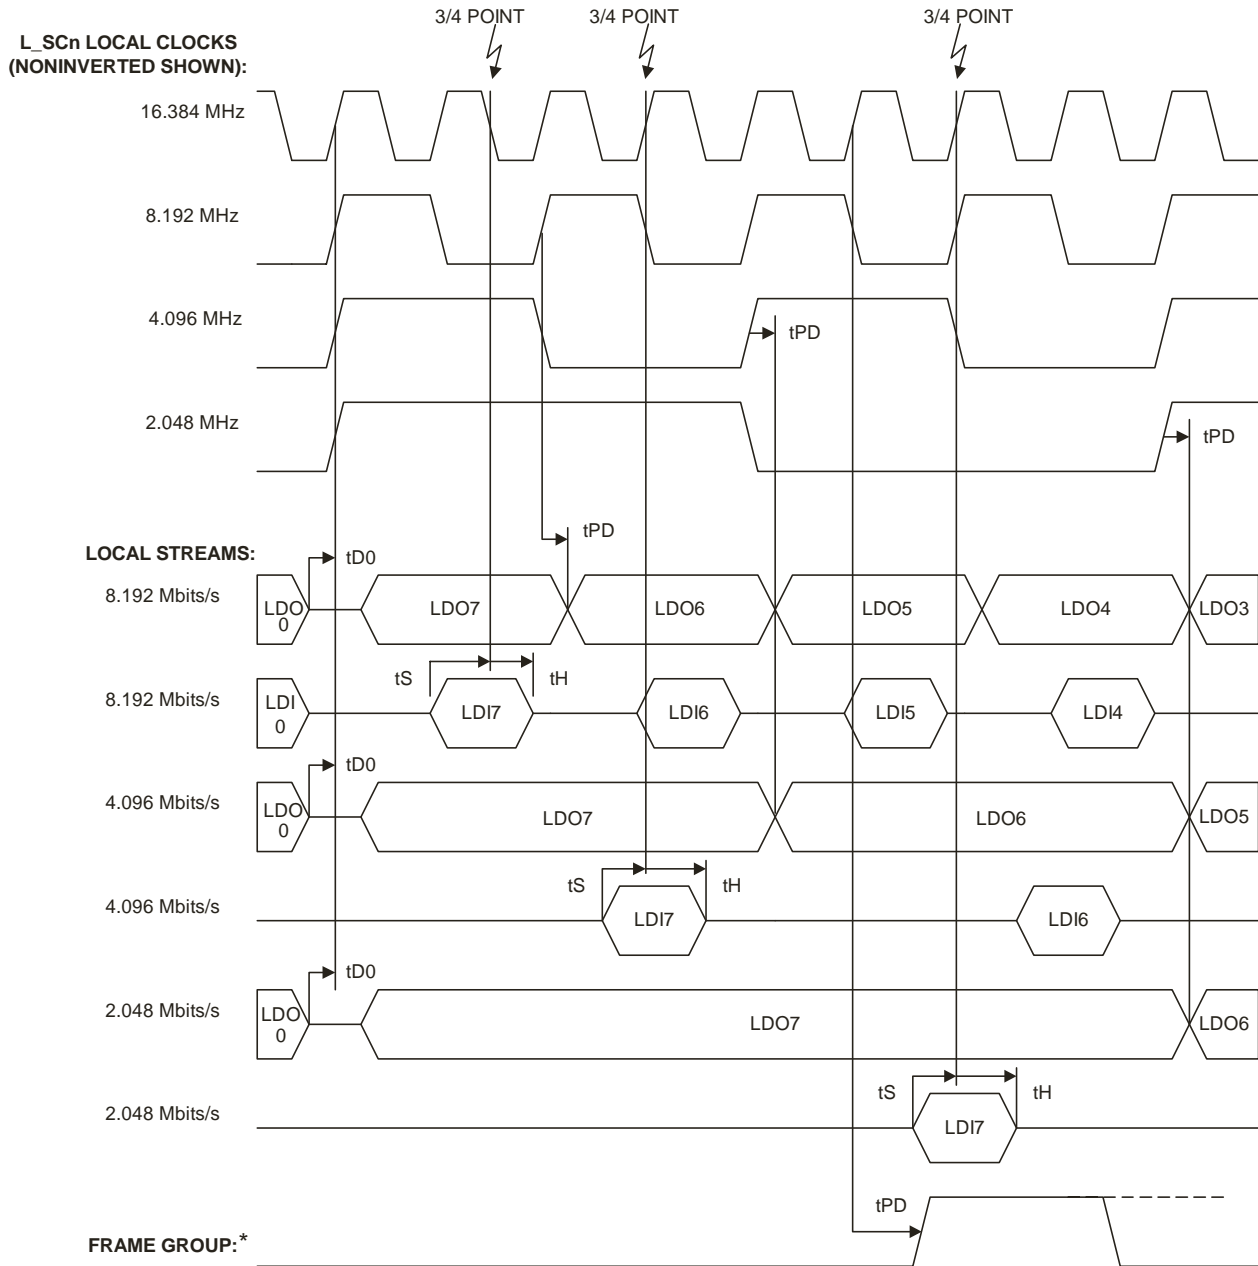 3/4 POINT 3/4 POINT 3/4 POINT
L_SCn LOCAL CLOCKS
(NONINVERTED SHOWN):
16.384 MHz
8.192 MHz
4.096 MHz
tPD
2.048 MHz
tPD
tPD
LOCAL STREAMS:
tD0
8.192 Mbits/s
LDO
0
LDO7 LDO6 LDO5 LDO4 LDO3
tS tH
8.192 Mbits/s
LDI
0
LDI7 LDI6 LDI5 LDI4
tD0
4.096 Mbits/s
LDO
0
LDO7 LDO6 LDO5
tS tH
4.096 Mbits/s
LDI7 LDI6
tD0
2.048 Mbits/s
LDO
0
LDO7 LDO6
tS tH
2.048 Mbits/s
LDI7
tPD
FRAME GROUP:*